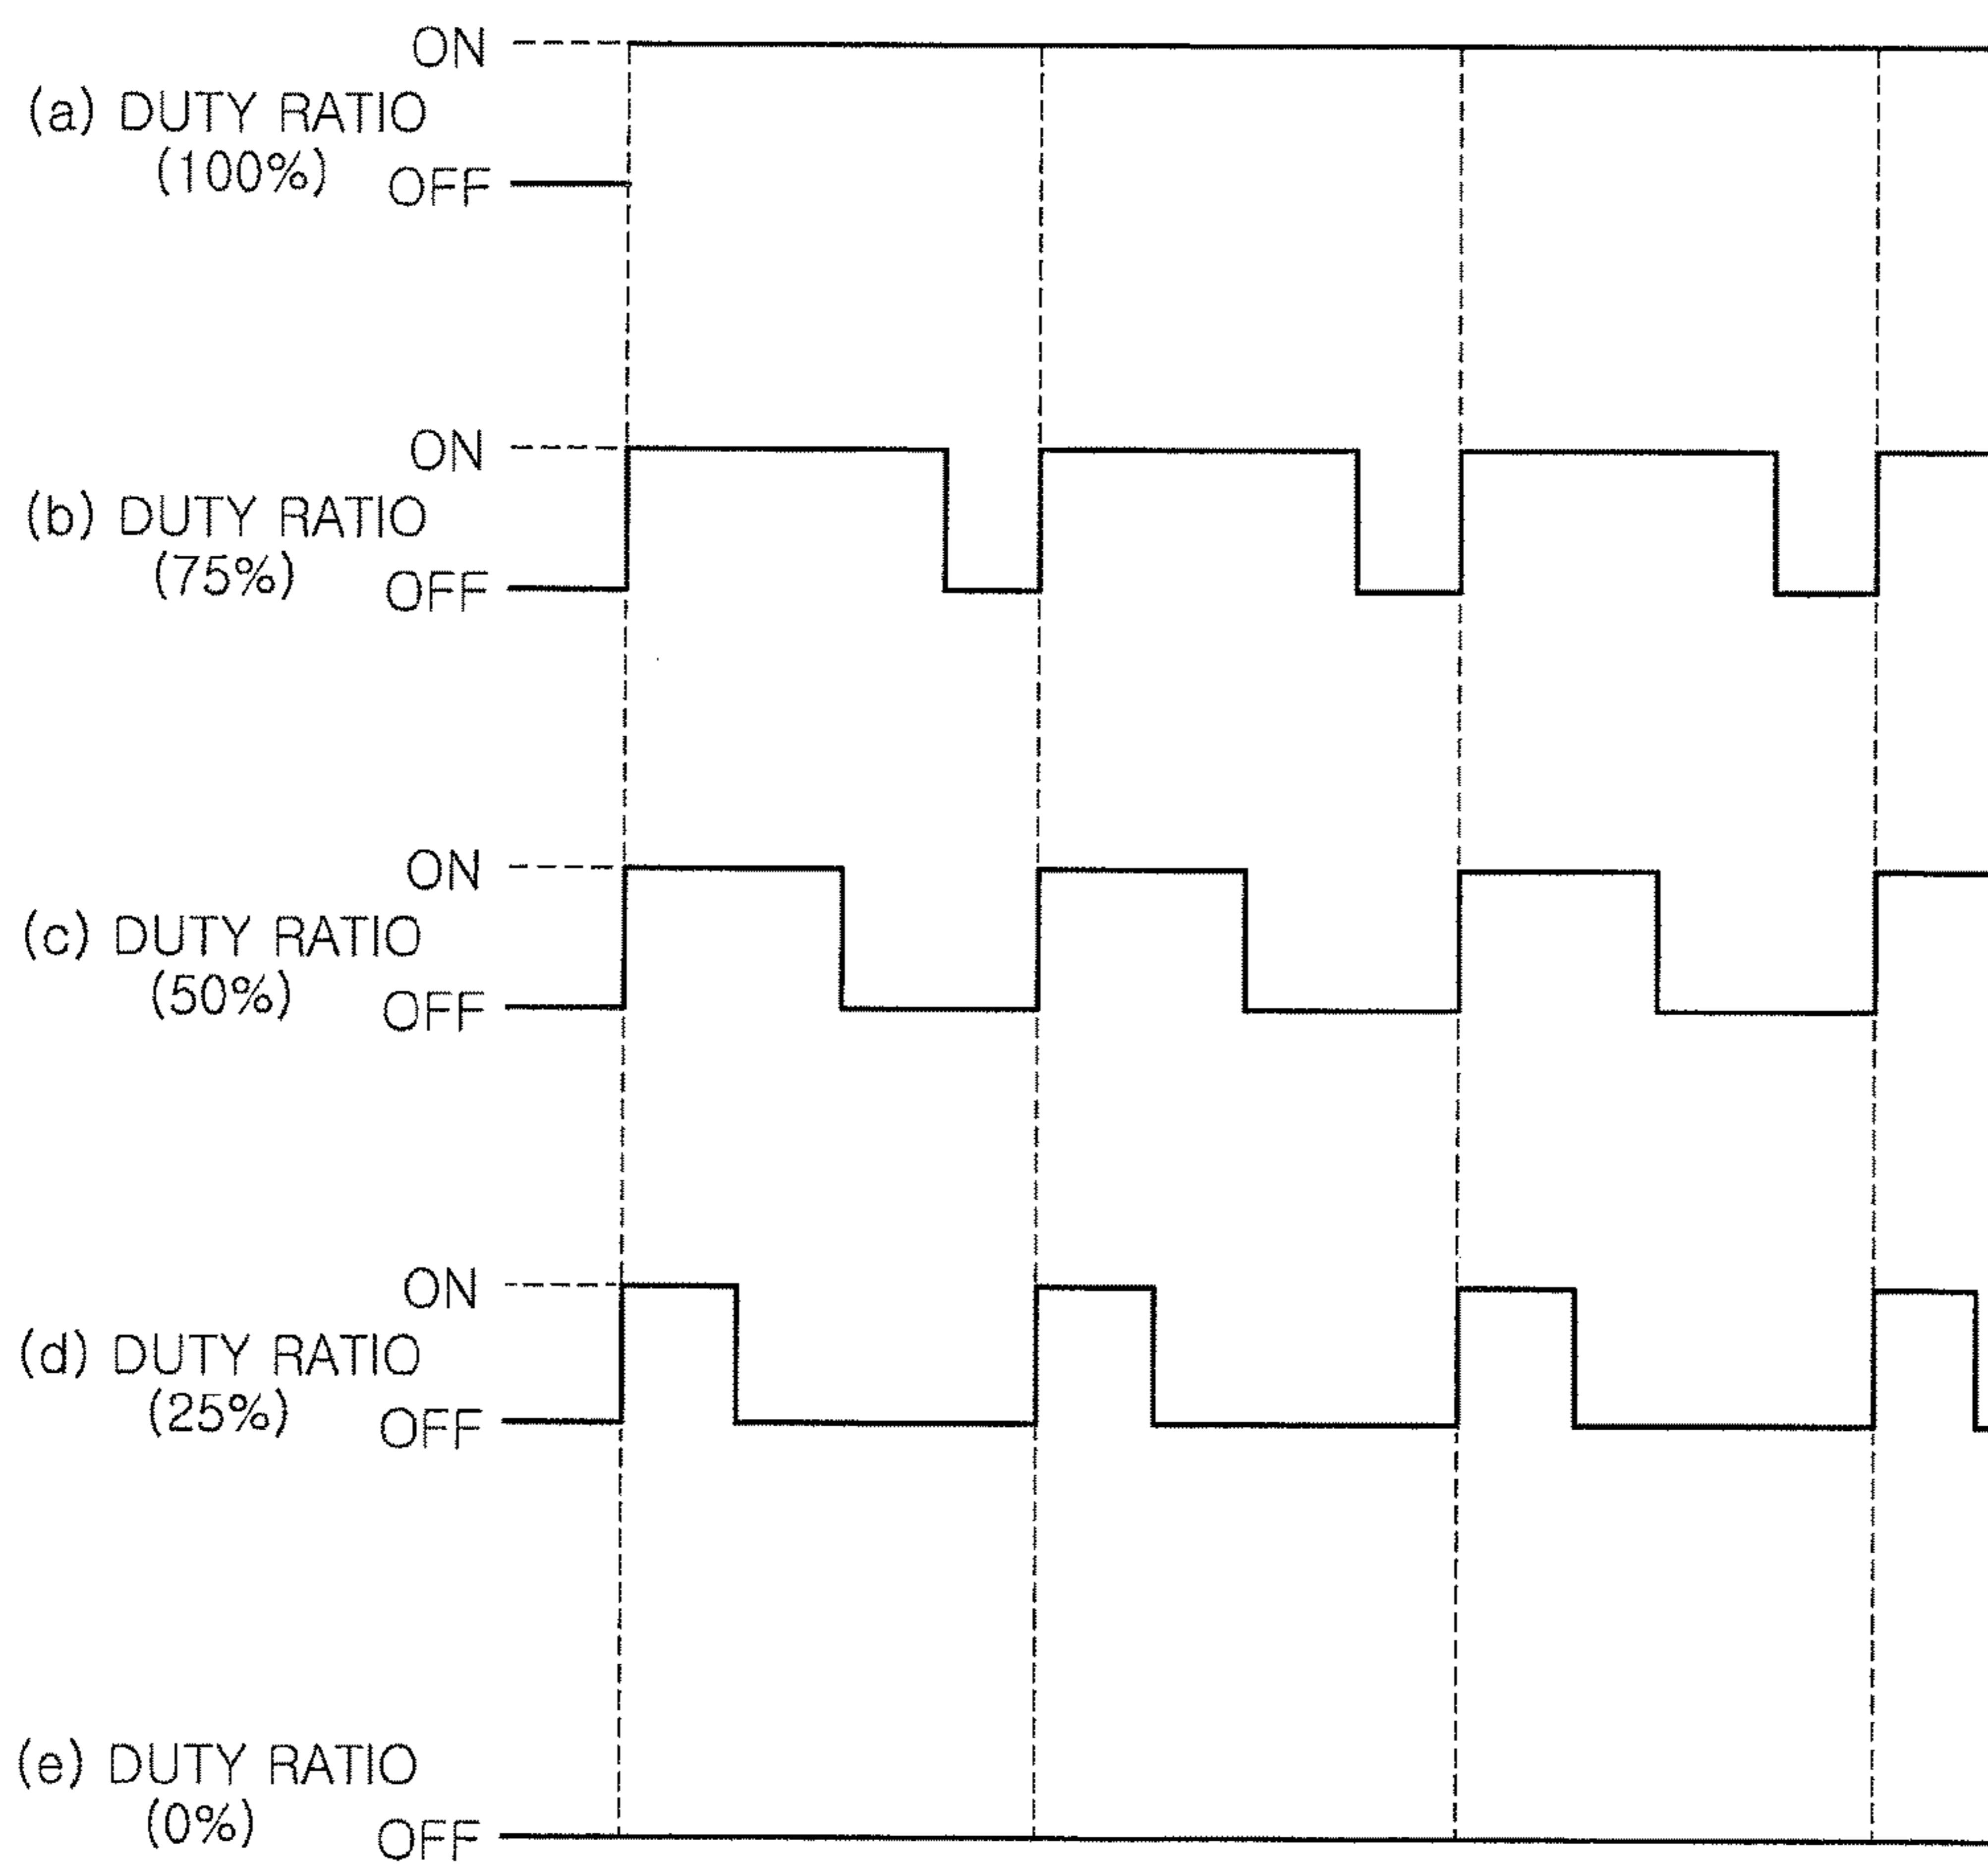 ON
(a) DUTY RATIO
(100%)
OFF
ON
(b) DUTY RATIO
(75%)
OFF
ON
(c) DUTY RATIO
(50%)
OFF
ON
(d) DUTY RATIO
(25%)
OFF
(e) DUTY RATIO
(0%)
OFF